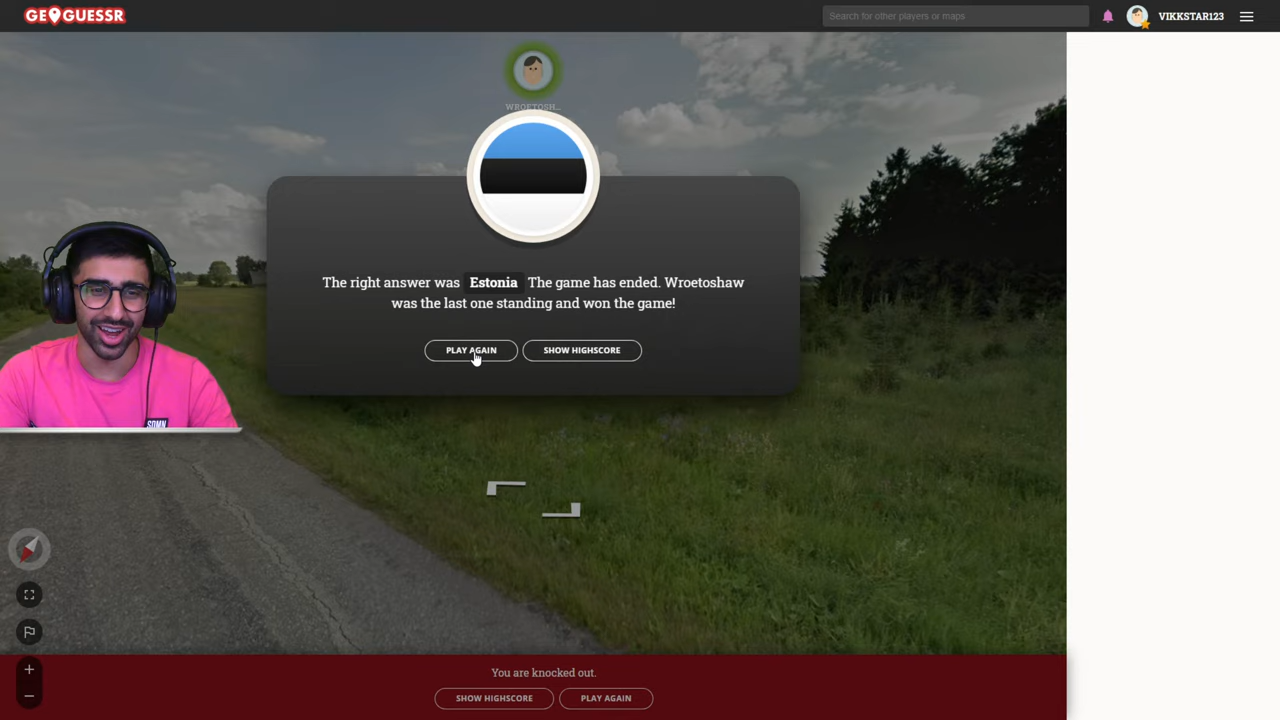 GEOGUESSR
Search for other players or maps
VIKKSTAR123
WROETOSH...
The right answer was Estonia The game has ended. Wroetoshaw
was the last one standing and won the game!
PLAY AGAIN
SHOW HIGHSCORE
SDMN
You are knocked out.
SHOW HIGHSCORE
PLAY AGAIN